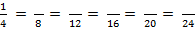 1/4 = /8 = /12 = /16 = /20 = /24